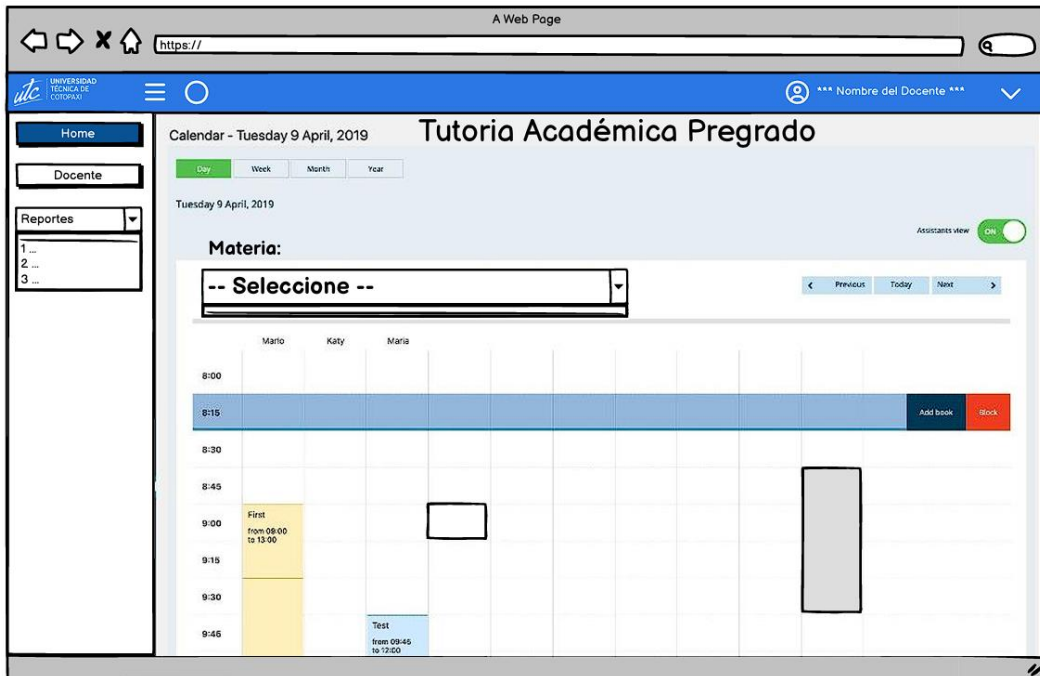 A Web Page
https://
utc UNIVERSIDAD
TÉCNICA DE
COTOPAXI
*** Nombre del Docente ***
Home
Docente
Reportes
1 ...
2 ...
3 ...
Calendar - Tuesday 9 April, 2019
Tutoria Académica Pregrado
Day Week Month Year
Tuesday 9 April, 2019
Assistants view ON
Materia:
-- Seleccione --
Previous Today Next
Mario Katy Maria
8:00
8:15 Add book Block
8:30
8:45
9:00
First
from 09:00
to 13:00
9:15
9:30
9:45
Test
from 09:45
to 12:00